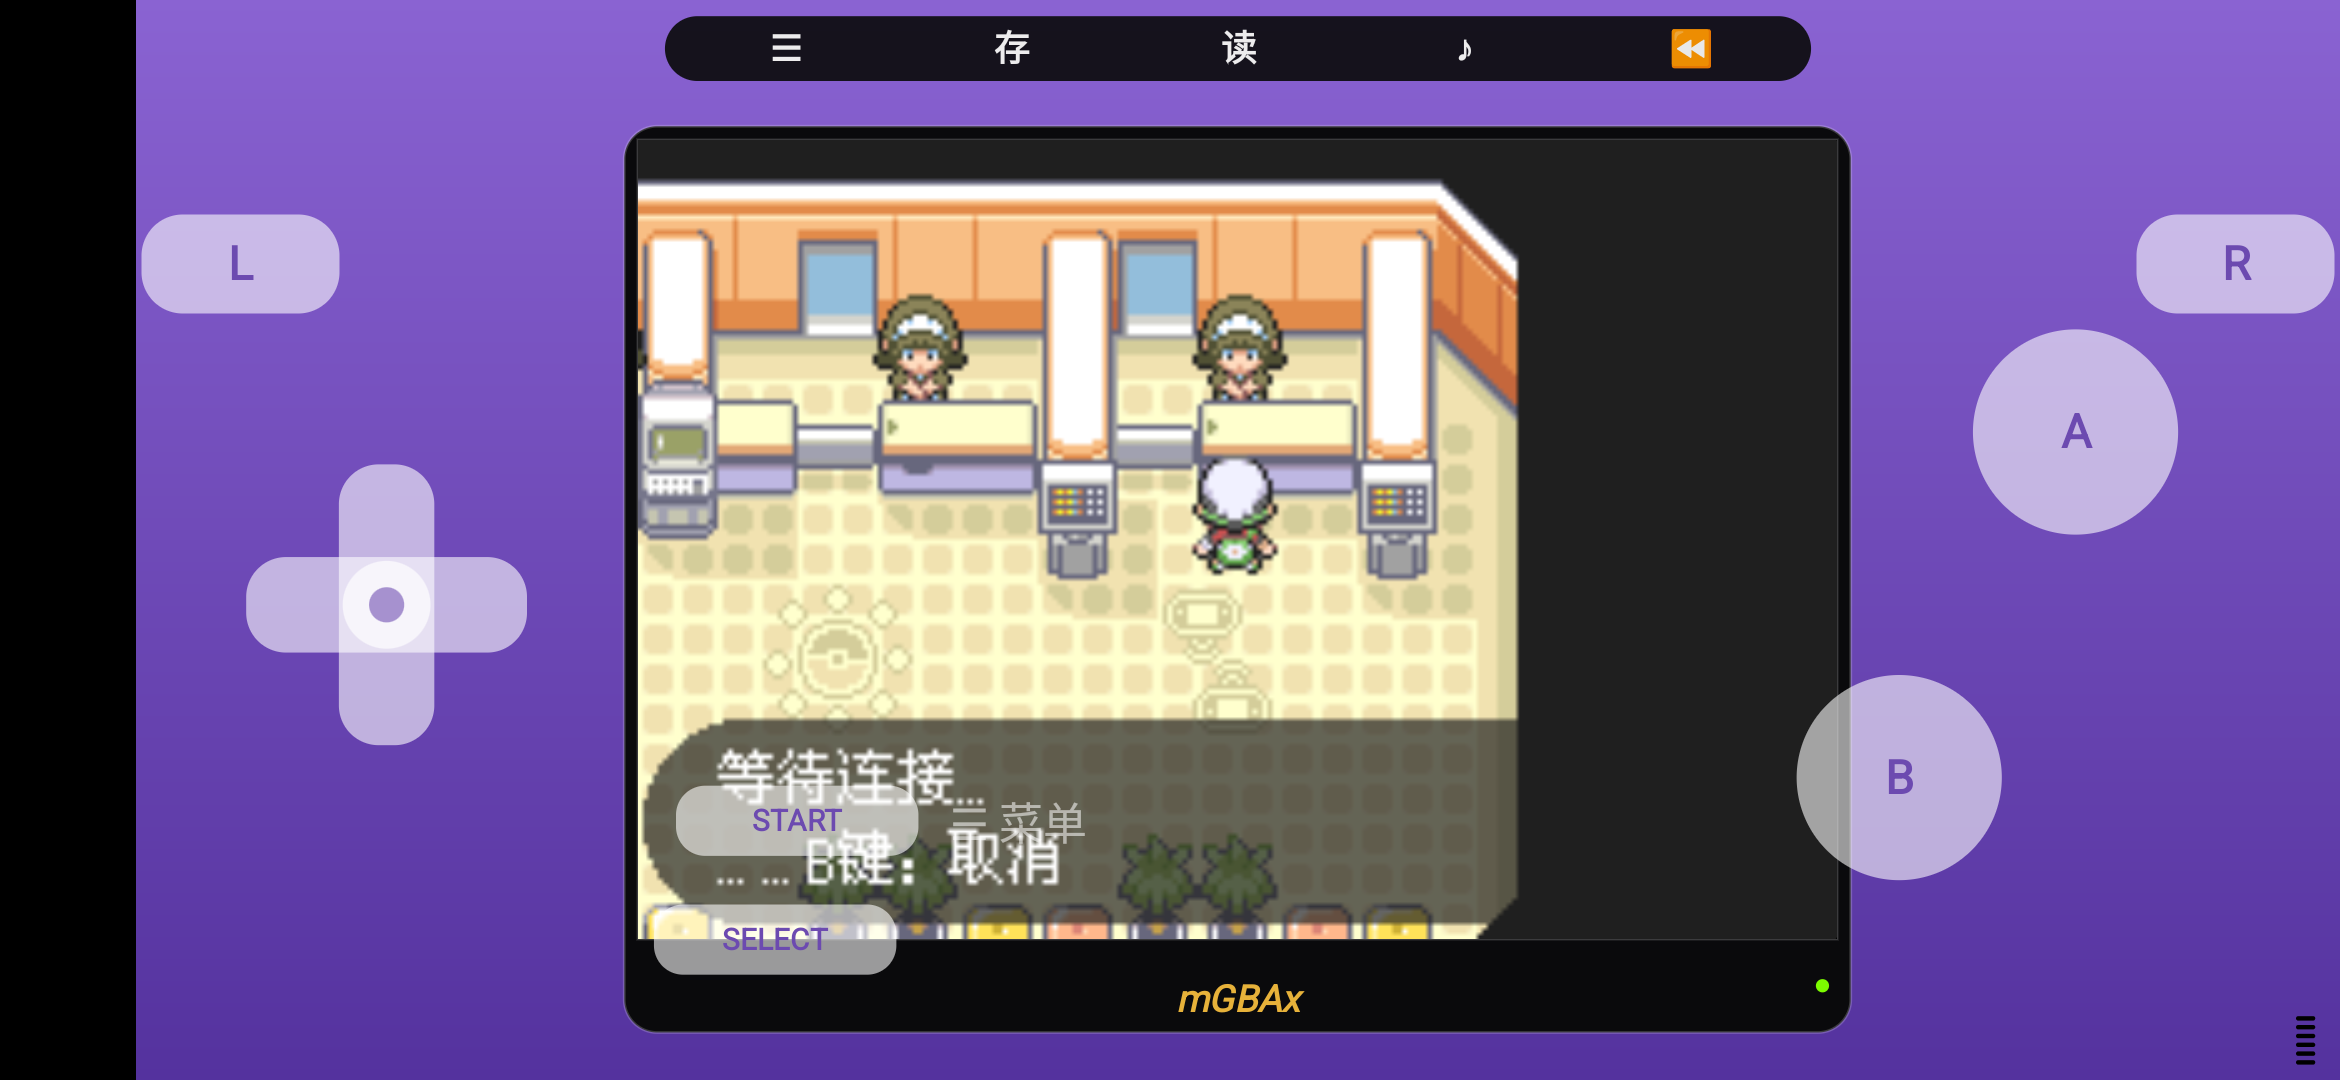 ☰ 存 读 ♪ ⏪
L
R
A
等待连接...
START
☰ 菜单
... ... B键：取消
B
SELECT
mGBAx